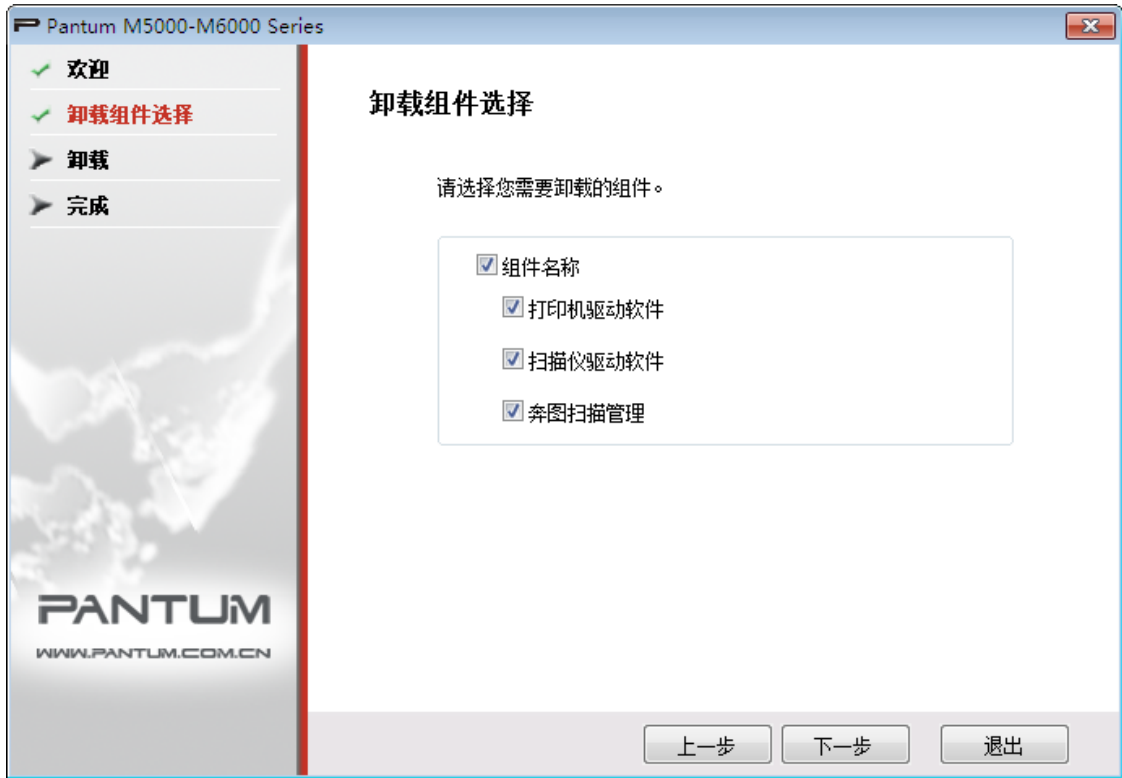 Pantum M5000-M6000 Series
欢迎
卸载组件选择
卸载
完成
PANTUM
WWW.PANTUM.COM.CN
卸载组件选择
请选择您需要卸载的组件。
组件名称
打印机驱动软件
扫描仪驱动软件
奔图扫描管理
上一步
下一步
退出